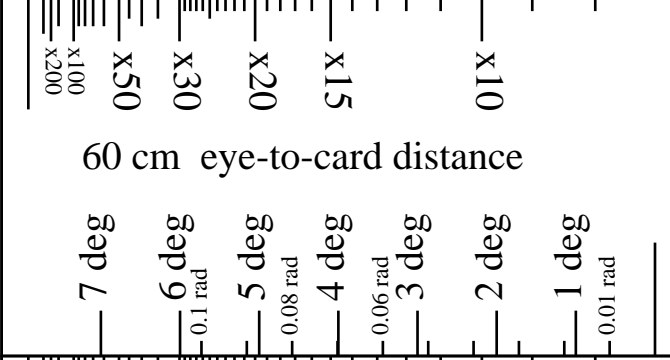 x200 x100 x50 x30 x20 x15 x10
60 cm eye-to-card distance
7 deg 6 deg 0.1 rad 5 deg 0.08 rad 4 deg 0.06 rad 3 deg 2 deg 1 deg 0.01 rad